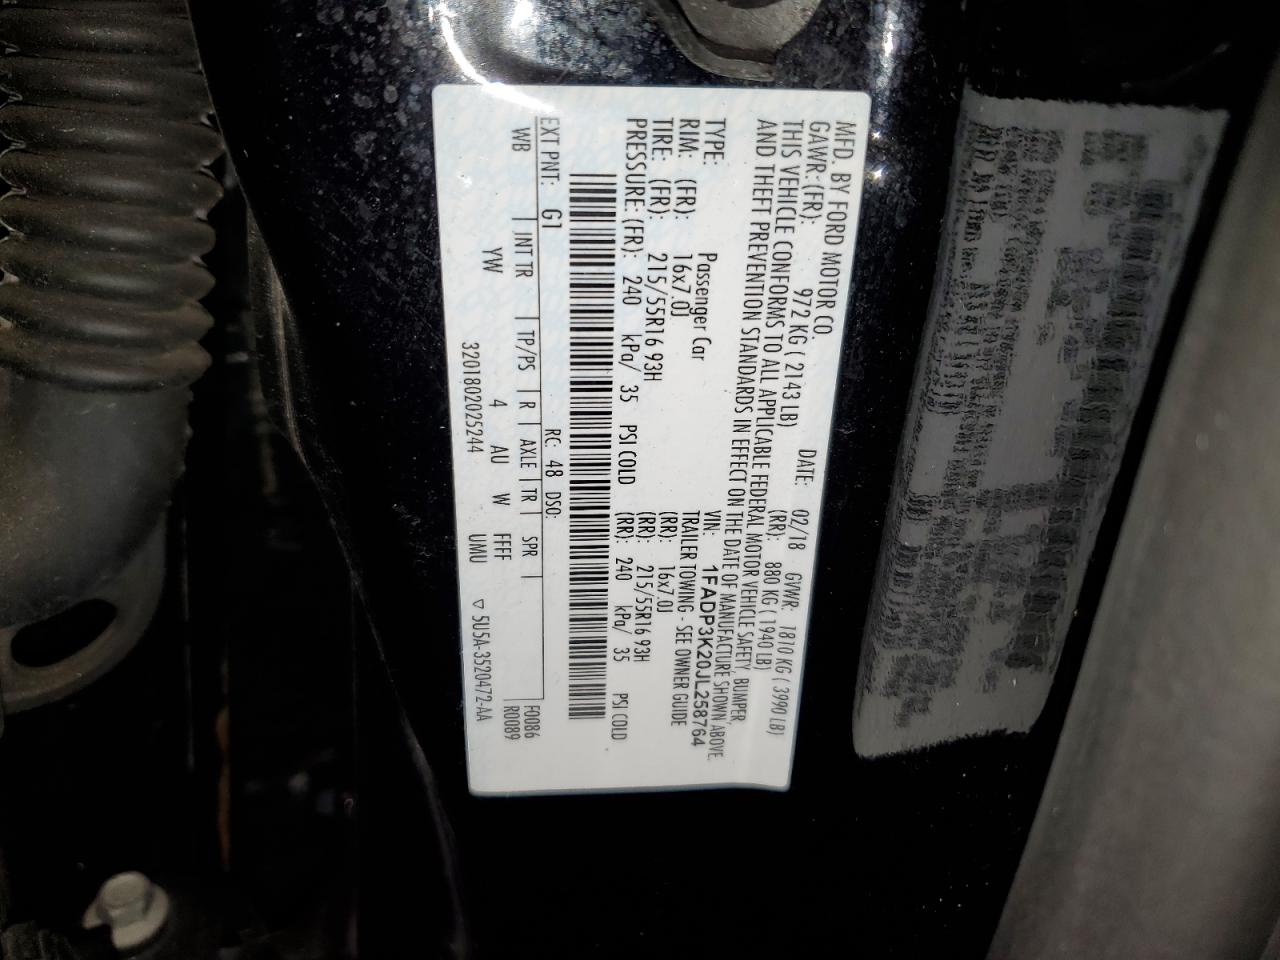 MFD. BY FORD MOTOR CO.
DATE: 02/18 GVWR: 1810 KG ( 3990 LB)
GAWR: (FR): 972 KG ( 2143 LB) (RR): 880 KG ( 1940 LB)
THIS VEHICLE CONFORMS TO ALL APPLICABLE FEDERAL MOTOR VEHICLE SAFETY, BUMPER,
AND THEFT PREVENTION STANDARDS IN EFFECT ON THE DATE OF MANUFACTURE SHOWN ABOVE.
VIN: 1FADP3K20JL258764
TYPE: Passenger Car TRAILER TOWING - SEE OWNER GUIDE
RIM: (FR): 16x7.0J (RR): 16x7.0J
TIRE: (FR): 215/55R16 93H (RR): 215/55R16 93H
PRESSURE: (FR): 240 kPa/ 35 PSI COLD (RR): 240 kPa/ 35 PSI COLD
EXT PNT: G1 RC: 48 DSO: F0086
WB INT TR TP/PS R AXLE TR SPR R0089
YW 4 AU W FFFF
3201802025244 UMIU ▽ 5U5A-3520472-AA